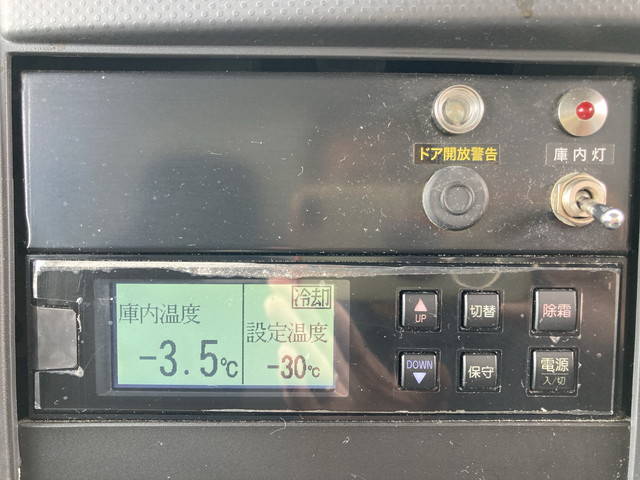 ドア開放警告
庫内灯
冷却
庫内温度
設定温度
-3.5℃
-30℃
UP
切替
除霜
DOWN
保守
電源
入/切